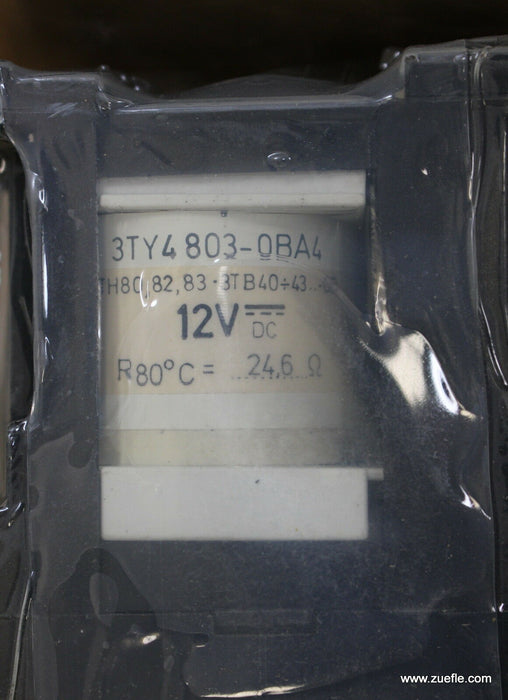 3TY4 803-0BA4
TH80,82,83·3TB40÷43..-
12V DC
R80°C = 24,6 Ω
www.zuefle.com